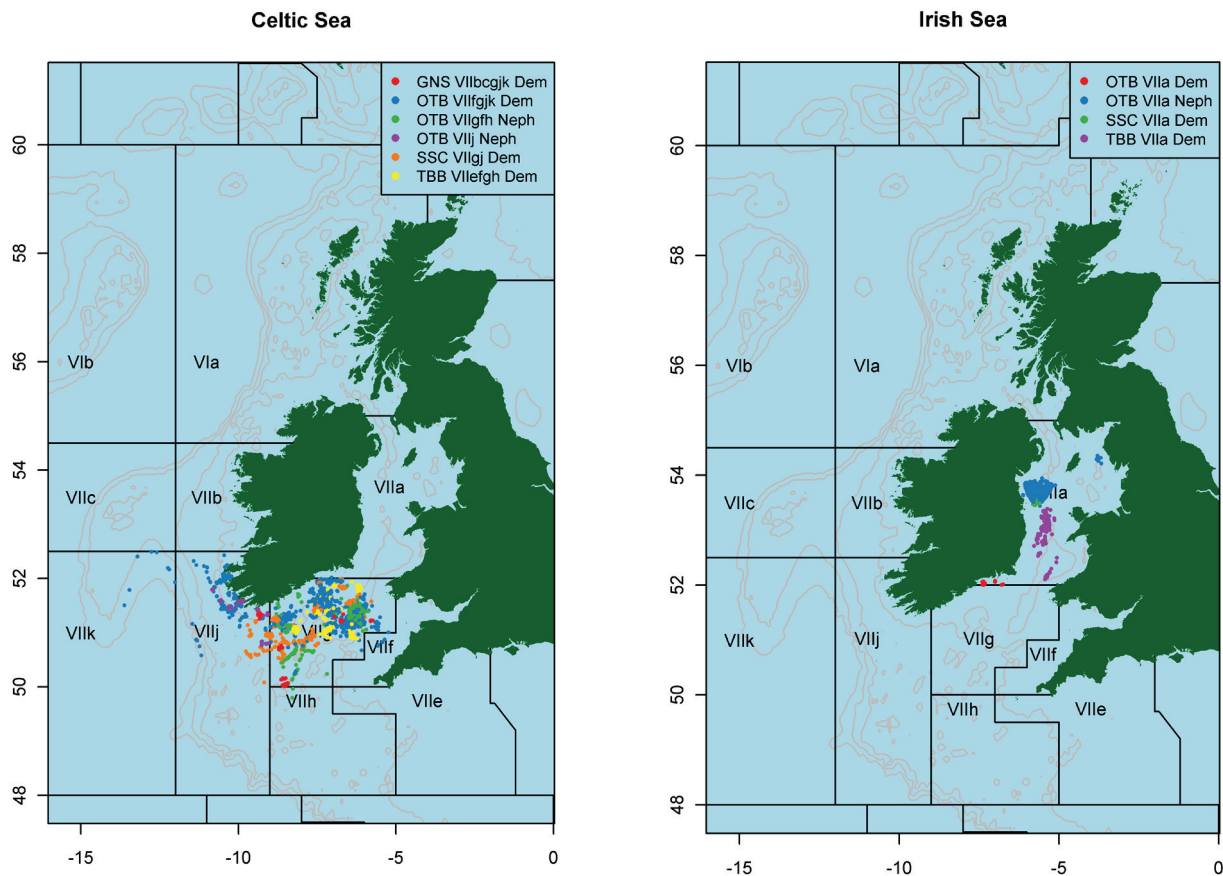 Celtic Sea
GNS VIIbcgjk Dem
OTB VIIfgjk Dem
OTB VIIgfh Neph
OTB VIIj Neph
SSC VIIgj Dem
TBB VIIefgh Dem
60
58
56
54
52
50
48
VIb
VIa
VIIc
VIIb
VIIa
VIIk
VIIj
VIIg
VIIf
VIIh
VIIe
-15
-10
-5
0
Irish Sea
OTB VIIa Dem
OTB VIIa Neph
SSC VIIa Dem
TBB VIIa Dem
60
58
56
54
52
50
48
VIb
VIa
VIIc
VIIb
VIIa
VIIk
VIIj
VIIg
VIIf
VIIh
VIIe
-15
-10
-5
0